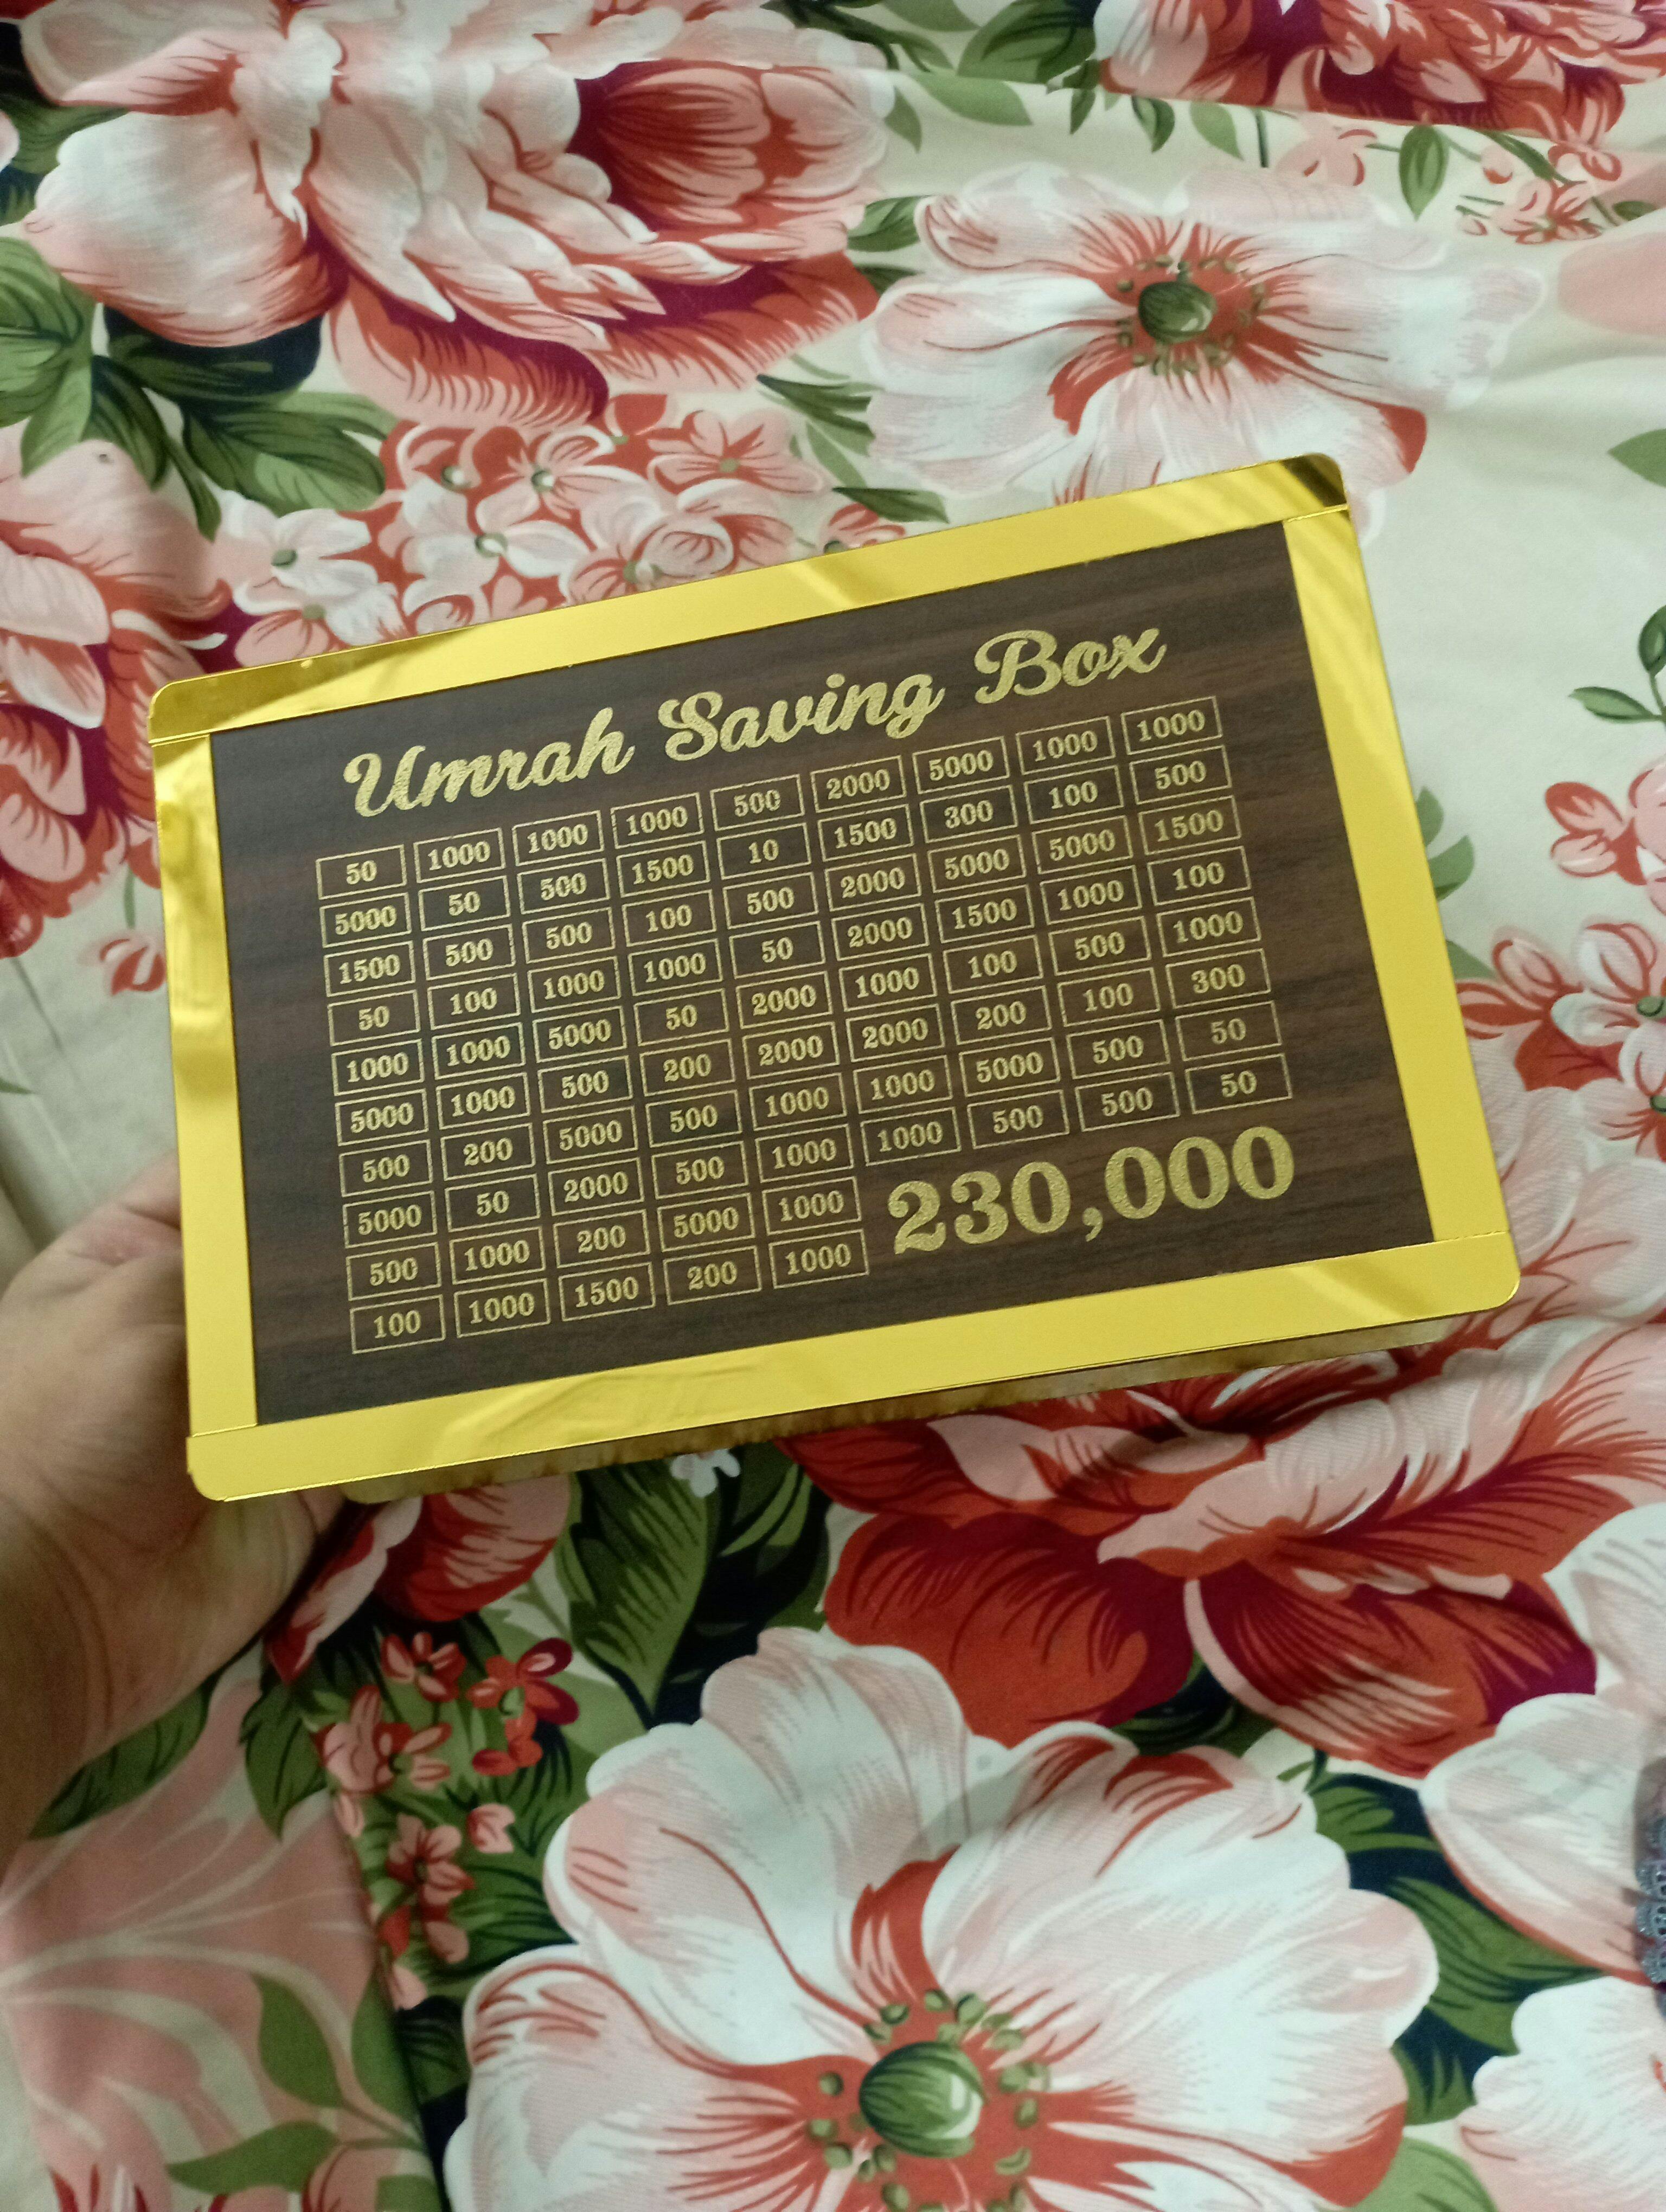 Umrah Saving Box
50 1000 1000 1000 500 2000 5000 1000 1000
5000 50 500 1500 10 1500 300 100 500
1500 500 500 100 500 2000 5000 5000 1500
50 100 1000 1000 50 2000 1500 1000 100
1000 1000 5000 50 2000 1000 100 500 1000
5000 1000 500 200 2000 2000 200 100 300
500 200 5000 500 1000 1000 5000 500 50
5000 50 2000 500 1000 1000 500 500 50
500 1000 200 5000 1000
100 1000 1500 200 1000
230,000